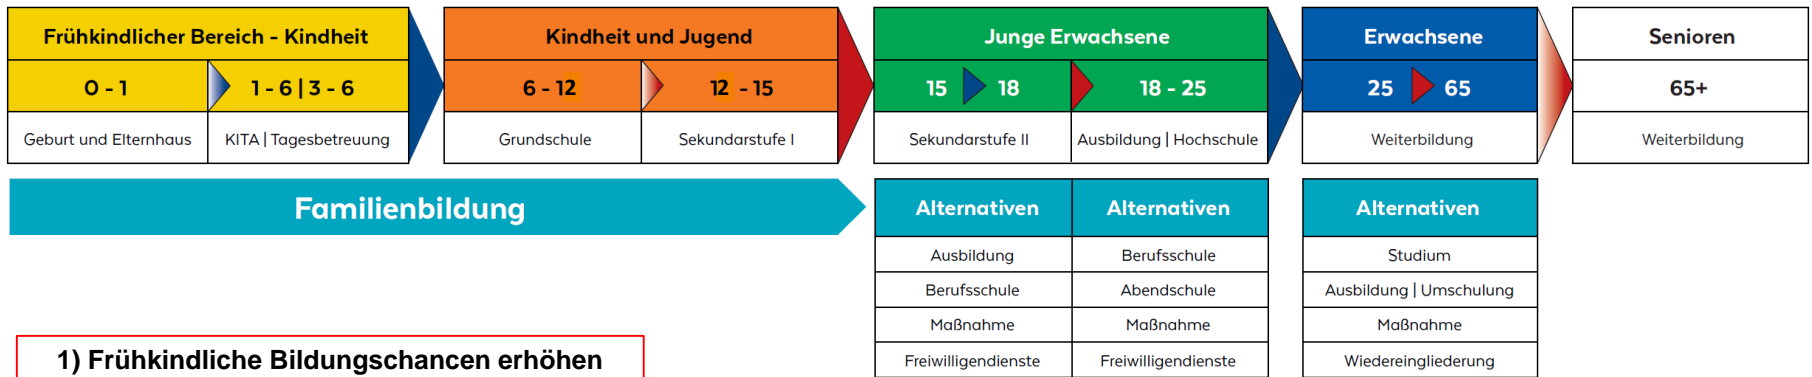 Frühkindlicher Bereich - Kindheit
0 - 1
1 - 6 | 3 - 6
Geburt und Elternhaus
KITA | Tagesbetreuung
Kindheit und Jugend
6 - 12
12 - 15
Grundschule
Sekundarstufe I
Junge Erwachsene
15
18
18 - 25
Sekundarstufe II
Ausbildung | Hochschule
Erwachsene
25
65
Weiterbildung
Senioren
65+
Weiterbildung
Familienbildung
Alternativen
Ausbildung
Berufsschule
Maßnahme
Freiwilligendienste
Alternativen
Berufsschule
Abendschule
Maßnahme
Freiwilligendienste
Alternativen
Studium
Ausbildung | Umschulung
Maßnahme
Wiedereingliederung
1) Frühkindliche Bildungschancen erhöhen